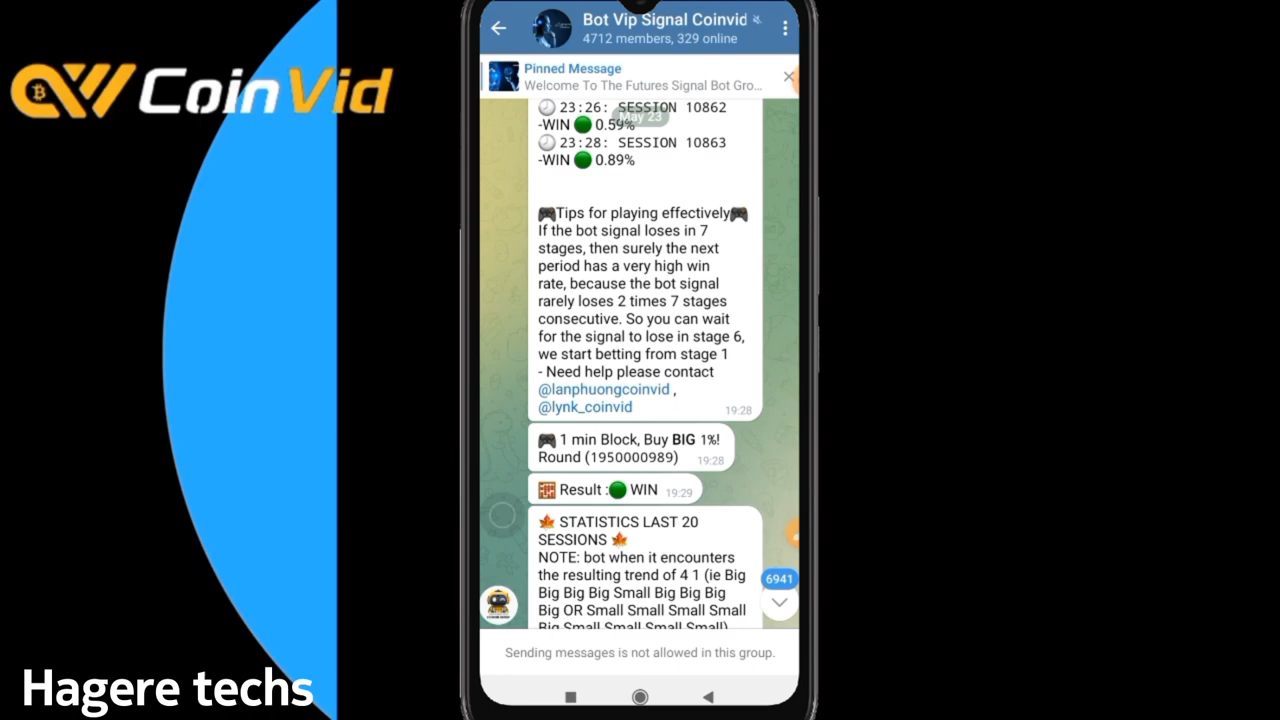 CoinVid
Bot Vip Signal Coinvid
4712 members, 329 online
Pinned Message
Welcome To The Futures Signal Bot Gro...
23:26: SESSION 10862
May 23
-WIN 0.59%
23:28: SESSION 10863
-WIN 0.89%
Tips for playing effectively
If the bot signal loses in 7
stages, then surely the next
period has a very high win
rate, because the bot signal
rarely loses 2 times 7 stages
consecutive. So you can wait
for the signal to lose in stage 6,
we start betting from stage 1
- Need help please contact
@lanphuongcoinvid ,
@lynk_coinvid
19:28
1 min Block, Buy BIG 1%!
Round (1950000989) 19:28
Result : WIN 19:29
STATISTICS LAST 20
SESSIONS
NOTE: bot when it encounters
the resulting trend of 4 1 (ie Big
6941
Big Big Big Small Big Big Big
Big OR Small Small Small Small
Big Small Small Small Small)
Sending messages is not allowed in this group.
Hagere techs